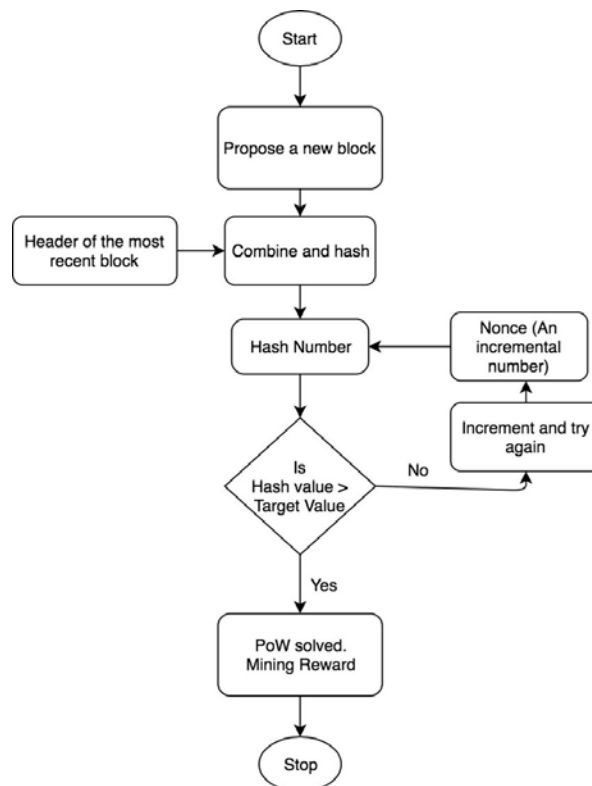 Start
Propose a new block
Header of the most
recent block
Combine and hash
Hash Number
Nonce (An
incremental
number)
Increment and try
again
Is
Hash value >
Target Value
No
Yes
PoW solved.
Mining Reward
Stop